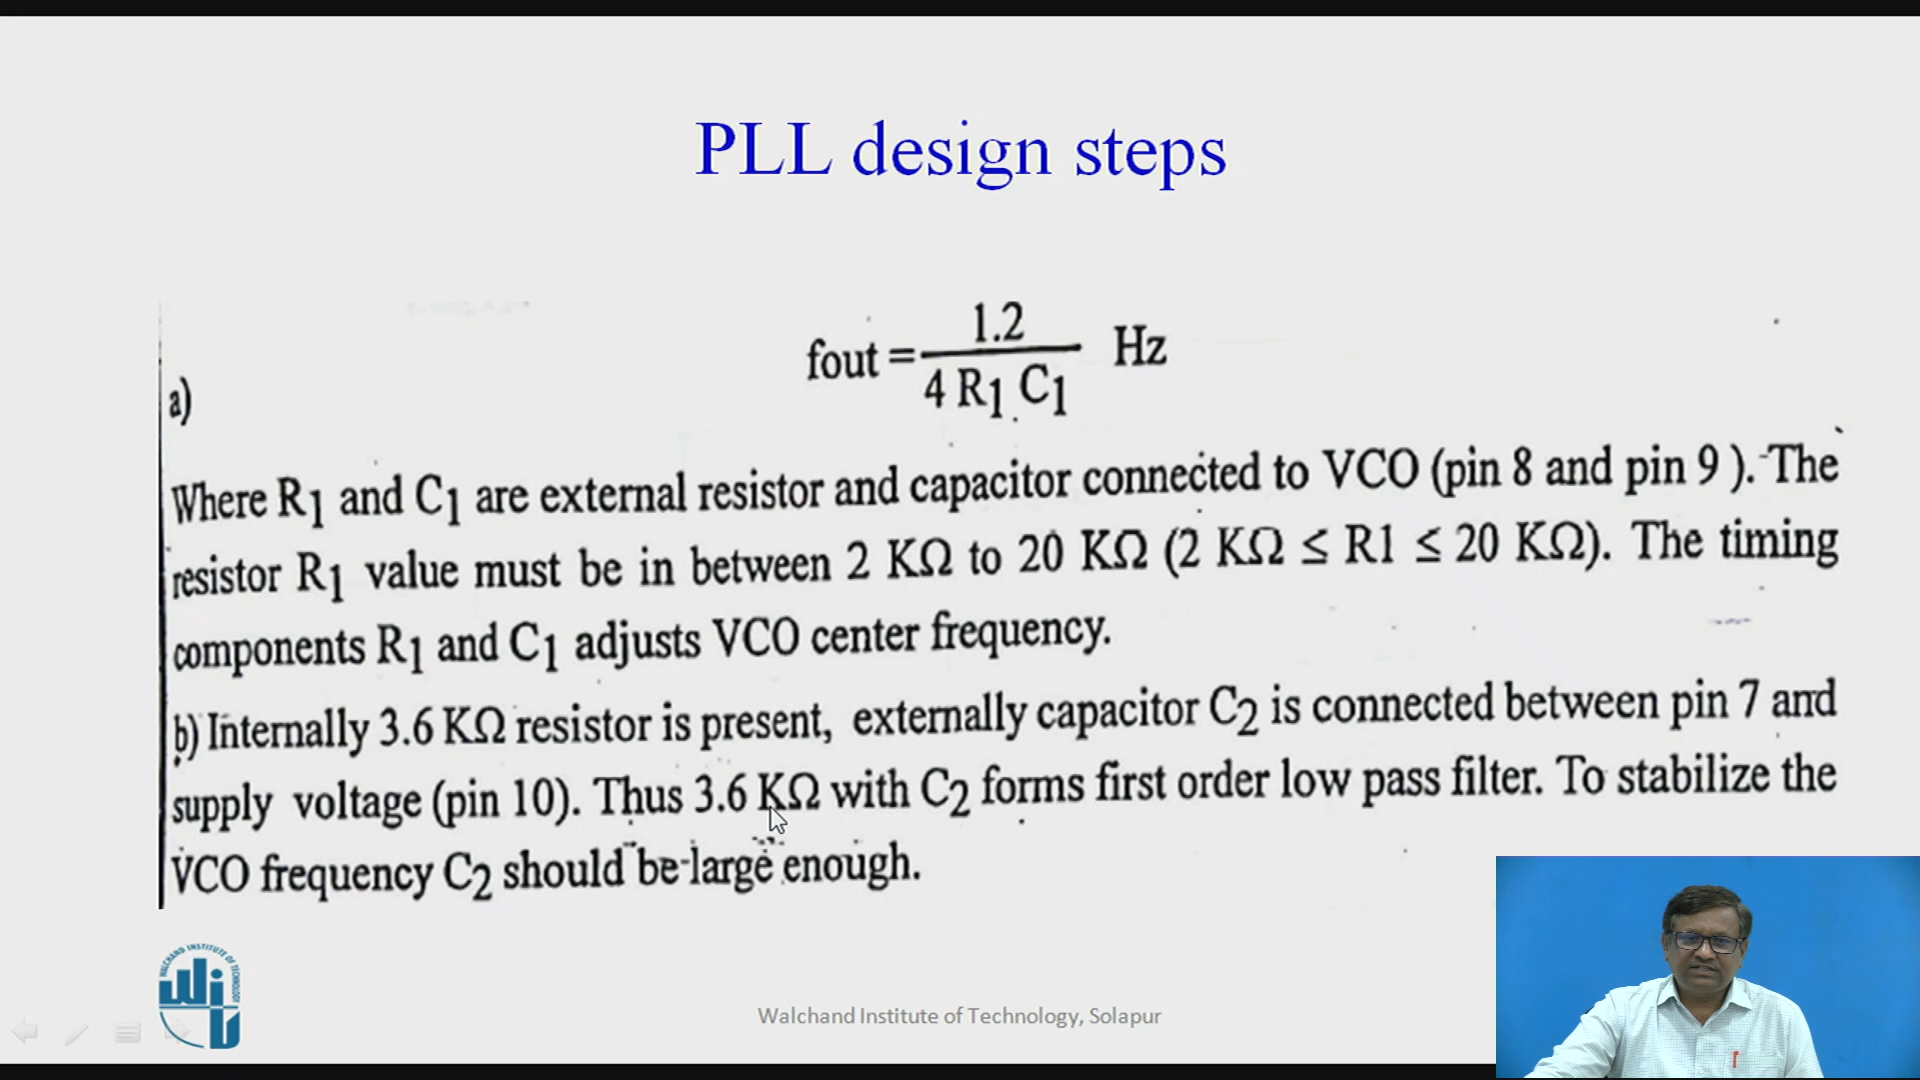 PLL design steps
a)
fout = 1.2 / 4 R1 C1 Hz
Where R1 and C1 are external resistor and capacitor connected to VCO (pin 8 and pin 9 ). The
resistor R1 value must be in between 2 KΩ to 20 KΩ (2 KΩ ≤ R1 ≤ 20 KΩ). The timing
components R1 and C1 adjusts VCO center frequency.
b) Internally 3.6 KΩ resistor is present, externally capacitor C2 is connected between pin 7 and
supply voltage (pin 10). Thus 3.6 KΩ with C2 forms first order low pass filter. To stabilize the
VCO frequency C2 should be large enough.
WALCHAND INSTITUTE OF TECHNOLOGY
WIT
Walchand Institute of Technology, Solapur